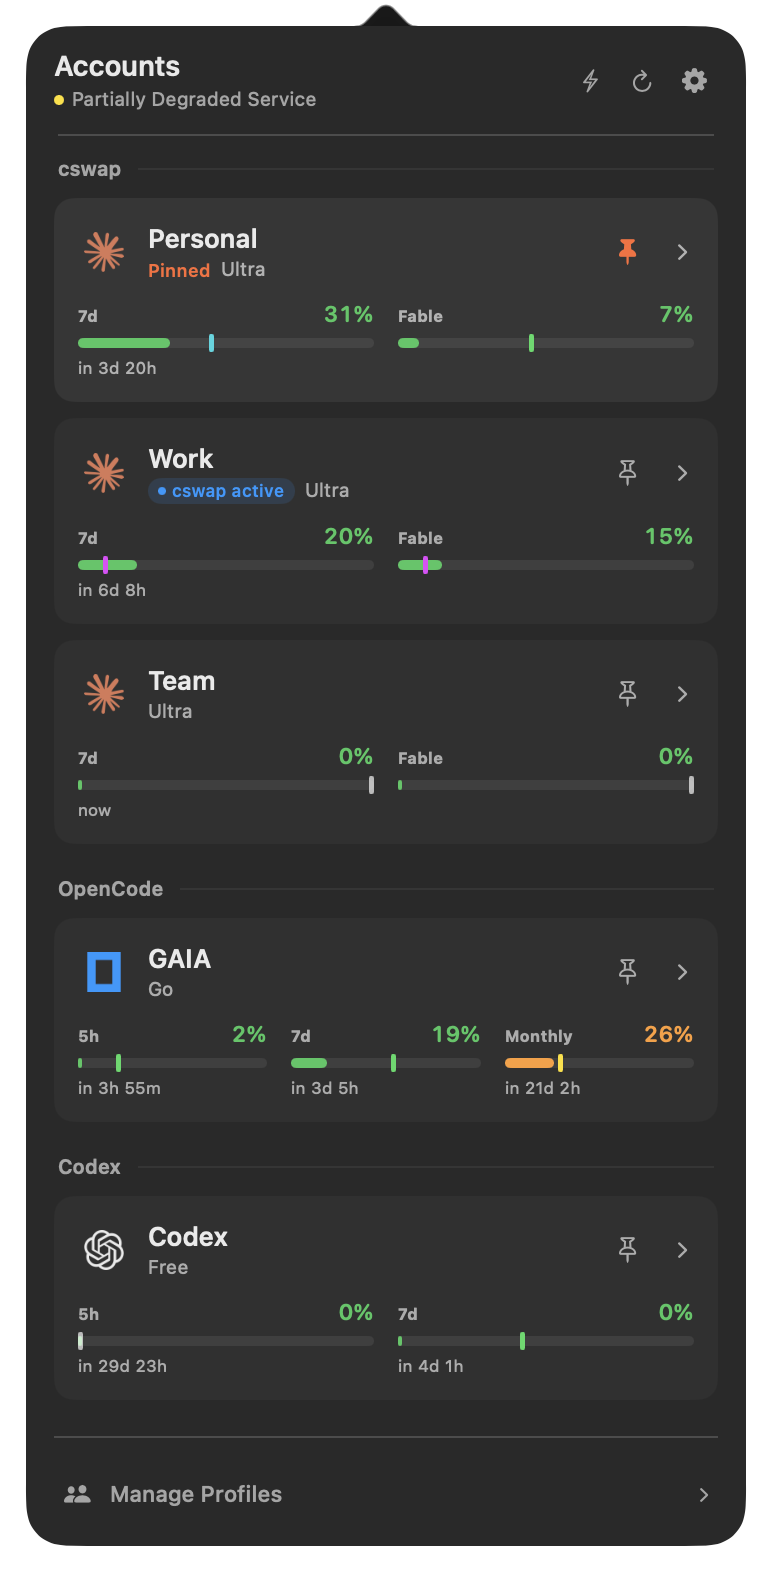 Accounts
Partially Degraded Service
cswap
Personal
Pinned Ultra
7d 31% Fable 7%
in 3d 20h
Work
cswap active Ultra
7d 20% Fable 15%
in 6d 8h
Team
Ultra
7d 0% Fable 0%
now
OpenCode
GAIA
Go
5h 2% 7d 19% Monthly 26%
in 3h 55m in 3d 5h in 21d 2h
Codex
Codex
Free
5h 0% 7d 0%
in 29d 23h in 4d 1h
Manage Profiles